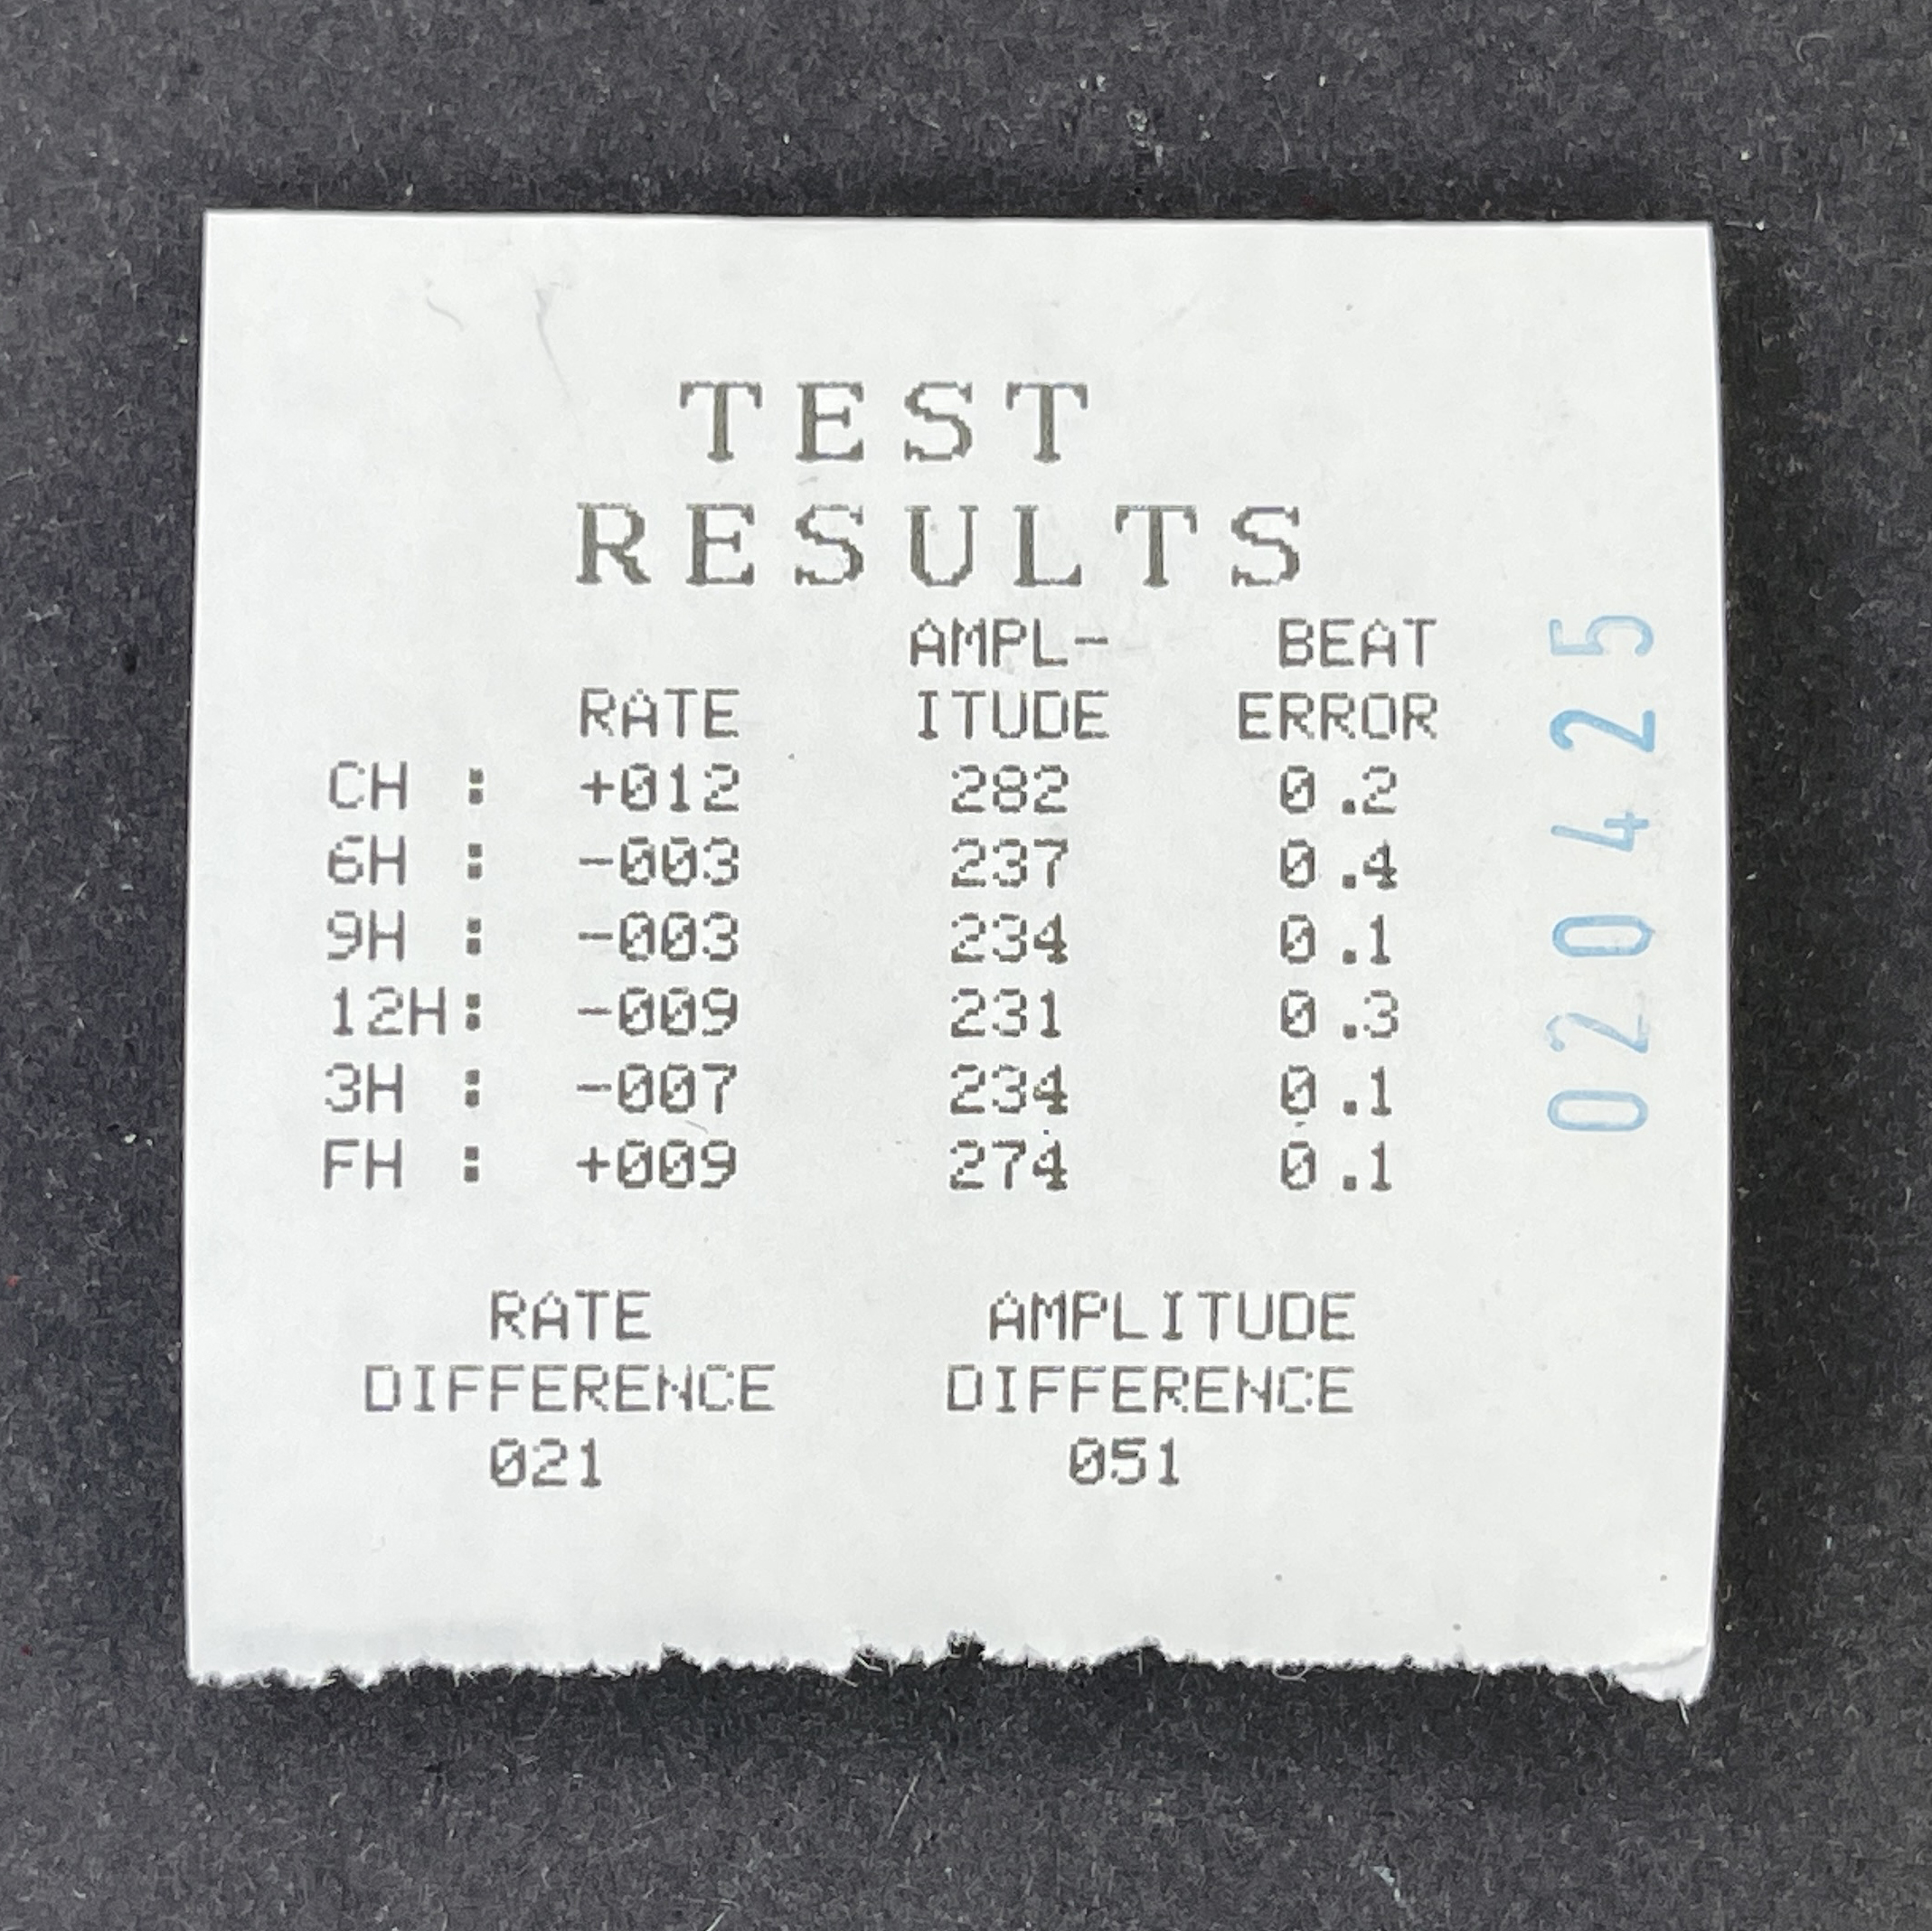 TEST
RESULTS
AMPL- BEAT
RATE ITUDE ERROR
CH : +012 282 0.2
6H : -003 237 0.4
9H : -003 234 0.1
12H: -009 231 0.3
3H : -007 234 0.1
FH : +009 274 0.1
RATE AMPLITUDE
DIFFERENCE DIFFERENCE
021 051
020425